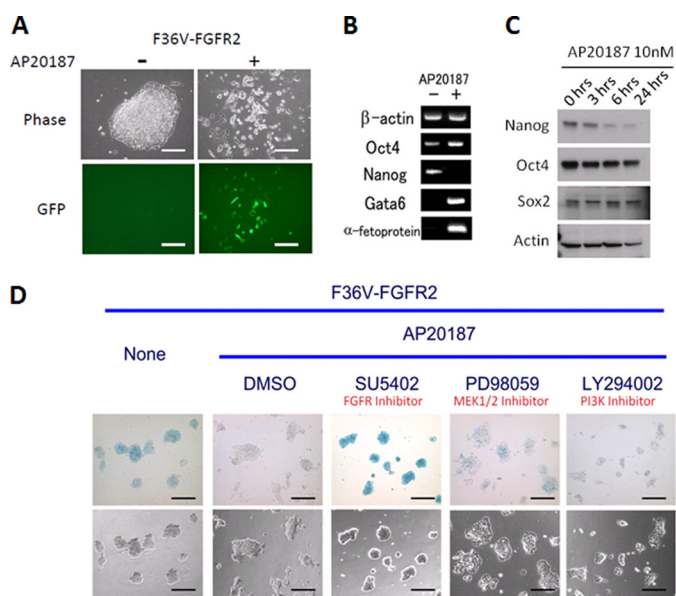 A
F36V-FGFR2
AP20187 - +
Phase
GFP
B
AP20187
- +
β-actin
Oct4
Nanog
Gata6
α-fetoprotein
C
AP20187 10nM
0 hrs 3 hrs 6 hrs 24 hrs
Nanog
Oct4
Sox2
Actin
D
F36V-FGFR2
AP20187
None
DMSO SU5402 PD98059 LY294002
FGFR Inhibitor MEK1/2 Inhibitor PI3K Inhibitor